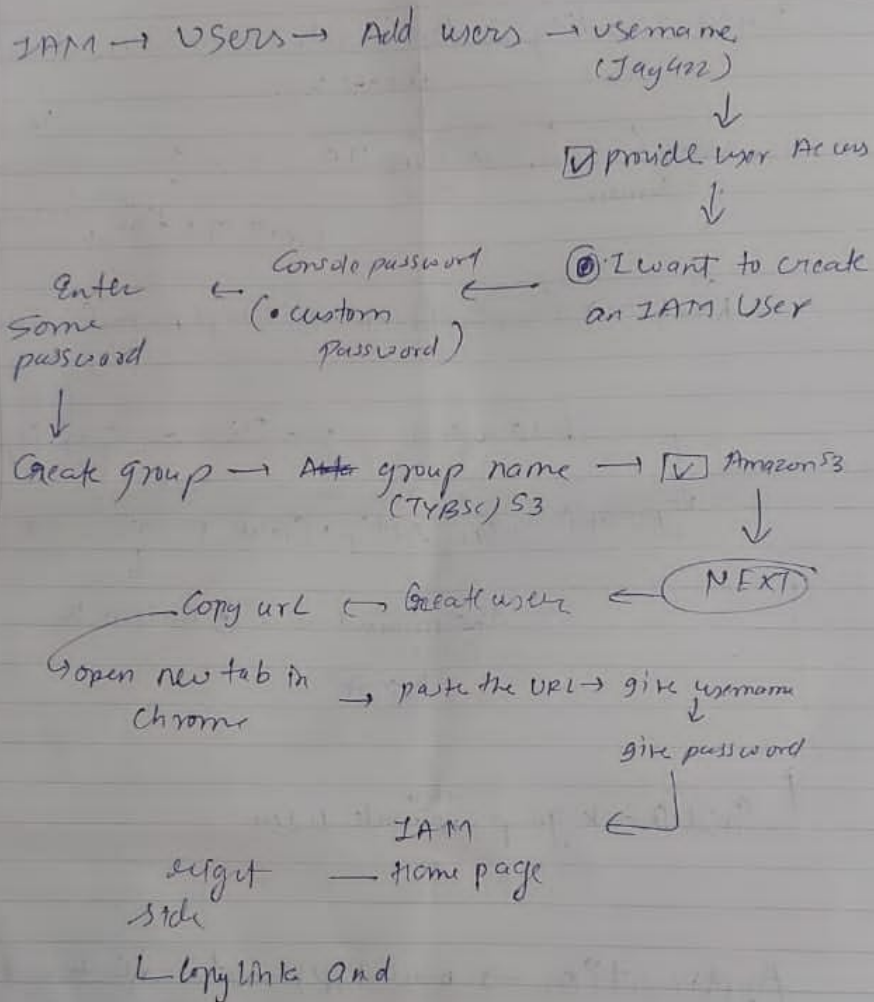 IAM → Users → Add users → username
(Jay422)
↓
☑ provide user Access
↓
◉ I want to create
an IAM User
← Console password
(• custom
password)
← Enter
some
password
↓
Create group → group name → ☑ AmazonS3
(TYBSC) S3
↓
NEXT
← Create user ← Copy url
↳ open new tab in
Chrome
→ paste the URL → give username
↓
give password
↓
IAM
Home page
— right
side
└ Copy link and